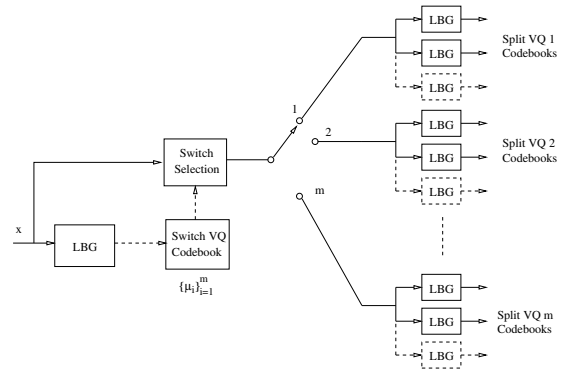 LBG
Split VQ 1
Codebooks
LBG
LBG
1
2
LBG
Split VQ 2
Codebooks
LBG
LBG
Switch
Selection
m
x
LBG
Switch VQ
Codebook
{μᵢ}ᵐᵢ₌₁
LBG
Split VQ m
Codebooks
LBG
LBG